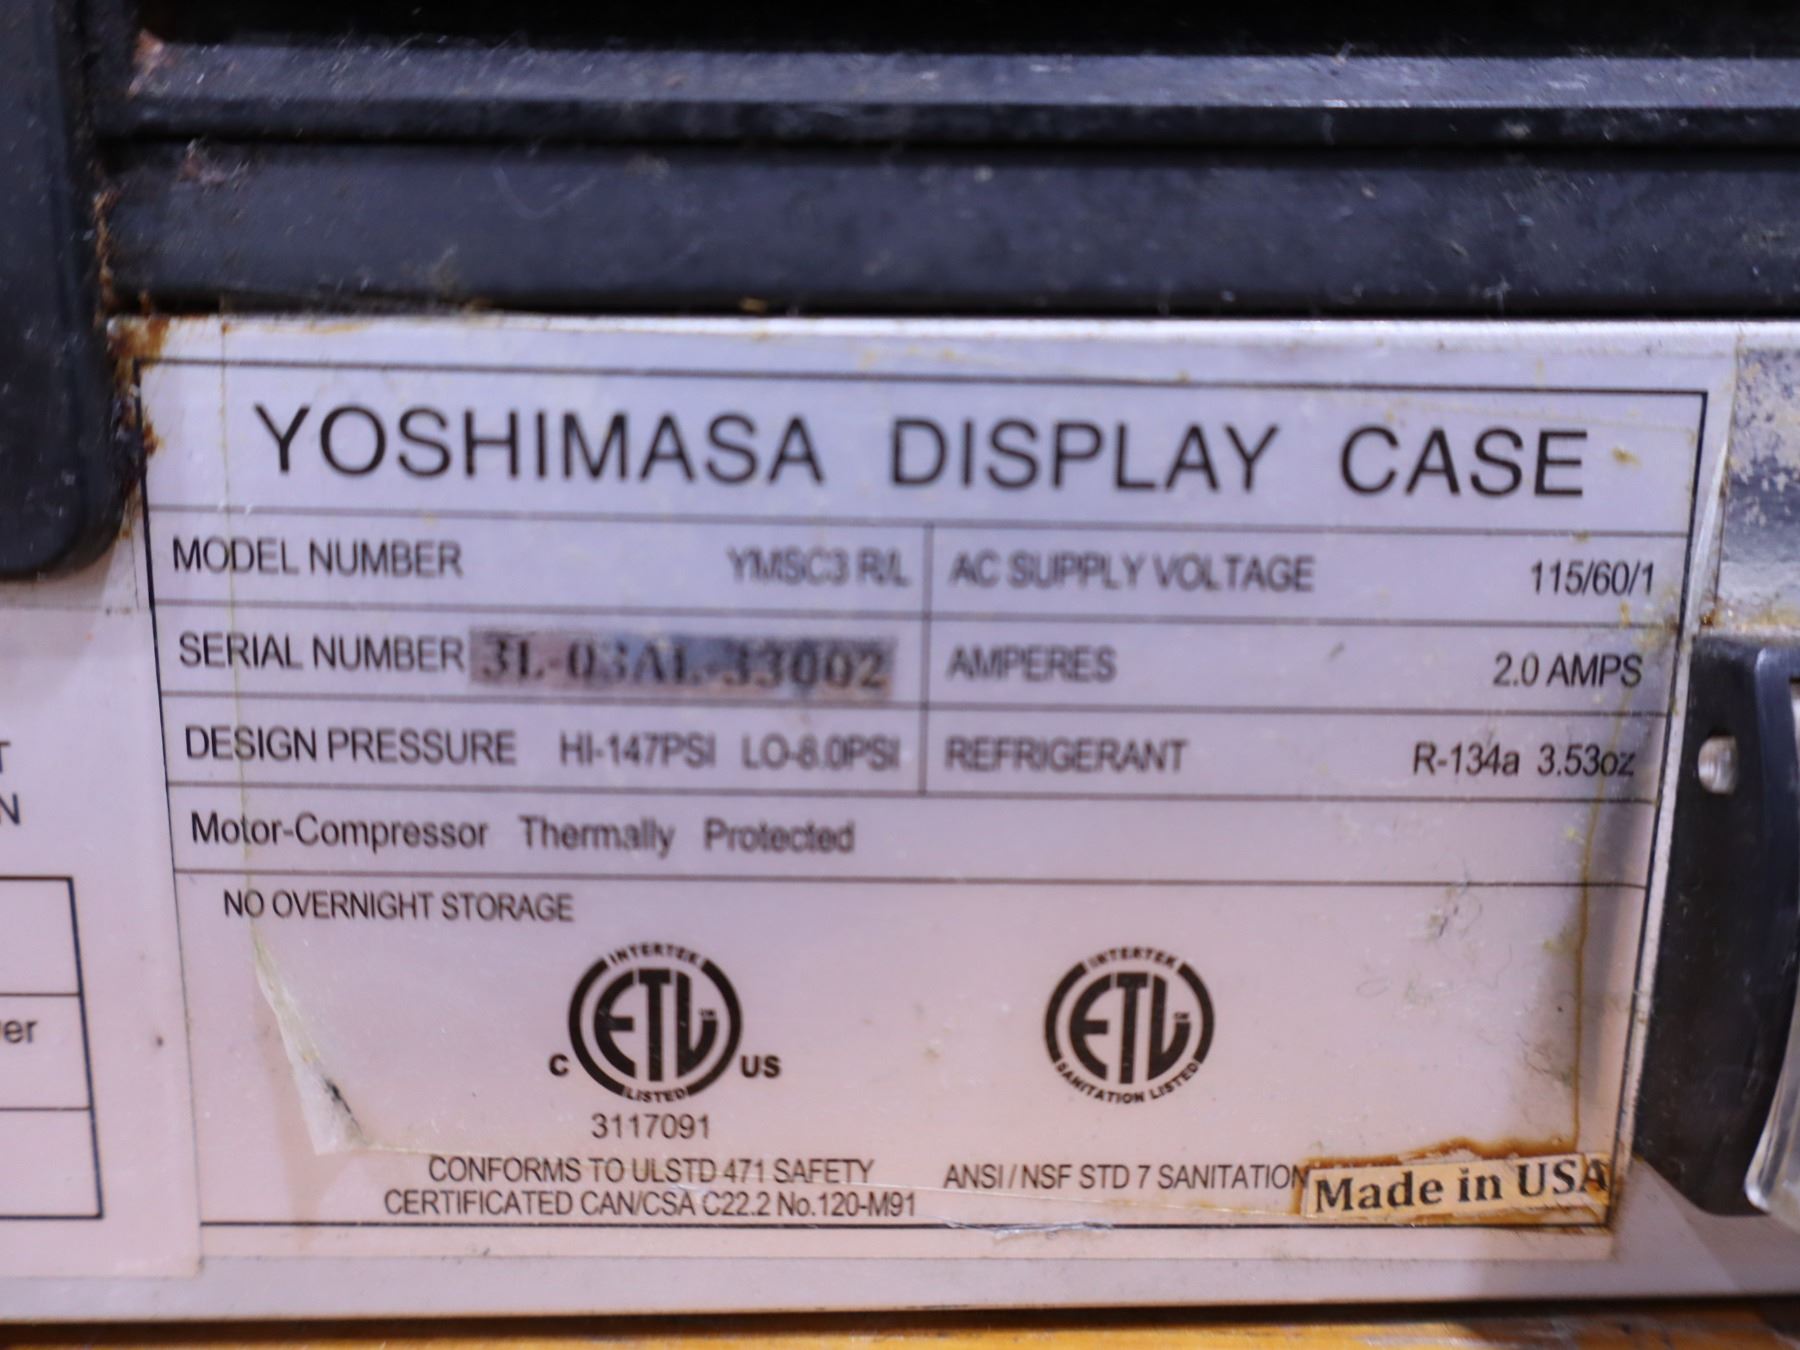 YOSHIMASA DISPLAY CASE
MODEL NUMBER YMSC3 R/L AC SUPPLY VOLTAGE 115/60/1
SERIAL NUMBER 3L-03AL-33002 AMPERES 2.0 AMPS
DESIGN PRESSURE HI-147PSI LO-8.0PSI REFRIGERANT R-134a 3.53oz
Motor-Compressor Thermally Protected
NO OVERNIGHT STORAGE
INTERTEK
ETL
C US
LISTED
3117091
INTERTEK
ETL
SANITATION LISTED
CONFORMS TO ULSTD 471 SAFETY
CERTIFICATED CAN/CSA C22.2 No.120-M91
ANSI / NSF STD 7 SANITATION
Made in USA
T
N
er